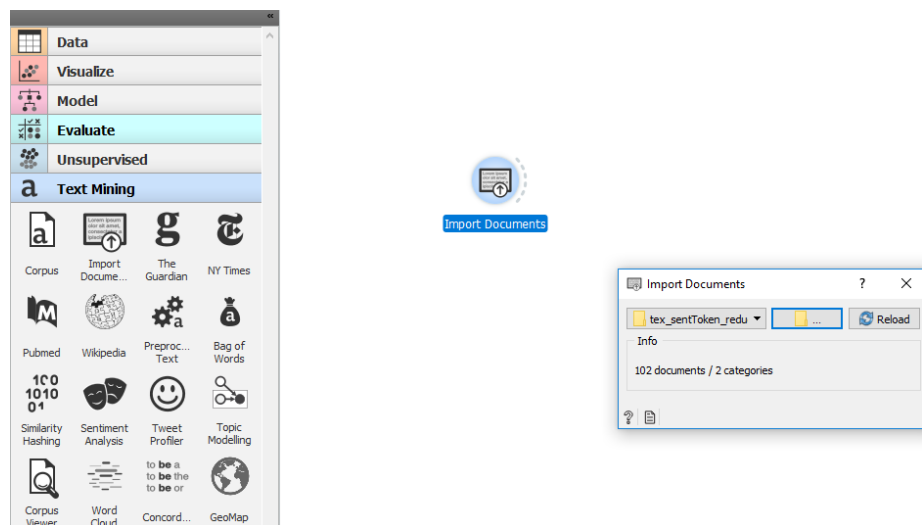 Data
Visualize
Model
Evaluate
Unsupervised
a Text Mining
Corpus
Import Docume...
The Guardian
NY Times
Pubmed
Wikipedia
Preproc... Text
Bag of Words
Similarity Hashing
Sentiment Analysis
Tweet Profiler
Topic Modelling
to be a
to be the
to be or
Corpus Viewer
Word Cloud
Concord...
GeoMap
Import Documents
Import Documents
? ×
tex_sentToken_redu
...
Reload
Info
102 documents / 2 categories
?